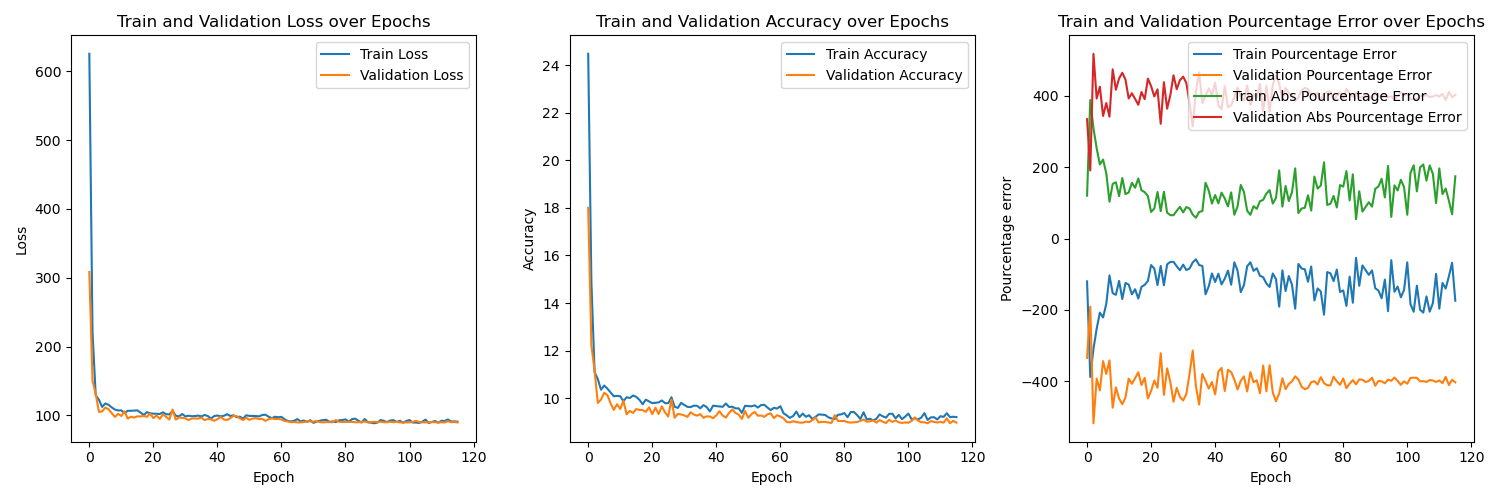 Train and Validation Loss over Epochs
Train Loss
Validation Loss
600
500
400
300
200
100
Loss
0
20
40
60
80
100
120
Epoch
Train and Validation Accuracy over Epochs
Train Accuracy
Validation Accuracy
24
22
20
18
16
14
12
10
Accuracy
0
20
40
60
80
100
120
Epoch
Train and Validation Pourcentage Error over Epochs
Train Pourcentage Error
Validation Pourcentage Error
Train Abs Pourcentage Error
Validation Abs Pourcentage Error
400
200
0
−200
−400
Pourcentage error
0
20
40
60
80
100
120
Epoch